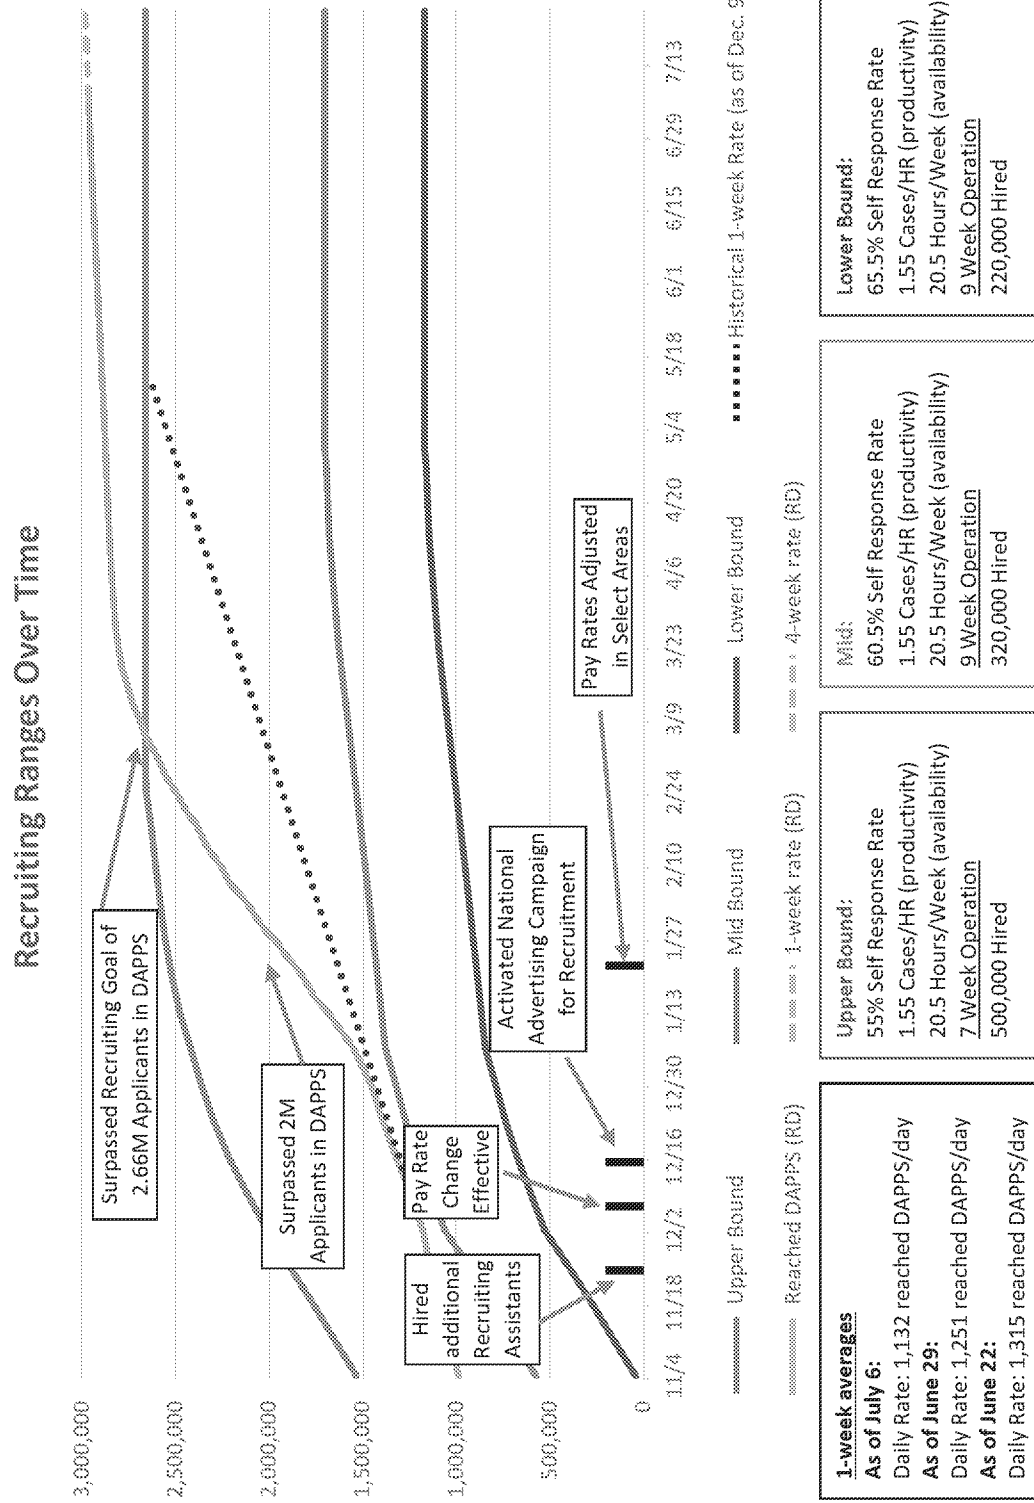 Recruiting Ranges Over Time
3,000,000
2,500,000
2,000,000
1,500,000
1,000,000
500,000
0
Surpassed Recruiting Goal of
2.66M Applicants in DAPPS
Surpassed 2M
Applicants in DAPPS
Hired
additional
Recruiting
Assistants
Pay Rate
Change
Effective
Activated National
Advertising Campaign
for Recruitment
Pay Rates Adjusted
in Select Areas
11/4 11/18 12/2 12/16 12/30 1/13 1/27 2/10 2/24 3/9 3/23 4/6 4/20 5/4 5/18 6/1 6/15 6/29 7/13
Upper Bound Mid Bound Lower Bound Historical 1-week Rate (as of Dec. 9
Reached DAPPS (RD) 1-week rate (RD) 4-week rate (RD)
1-week averages
As of July 6:
Daily Rate: 1,132 reached DAPPS/day
As of June 29:
Daily Rate: 1,251 reached DAPPS/day
As of June 22:
Daily Rate: 1,315 reached DAPPS/day
Upper Bound:
55% Self Response Rate
1.55 Cases/HR (productivity)
20.5 Hours/Week (availability)
7 Week Operation
500,000 Hired
Mid:
60.5% Self Response Rate
1.55 Cases/HR (productivity)
20.5 Hours/Week (availability)
9 Week Operation
320,000 Hired
Lower Bound:
65.5% Self Response Rate
1.55 Cases/HR (productivity)
20.5 Hours/Week (availability)
9 Week Operation
220,000 Hired